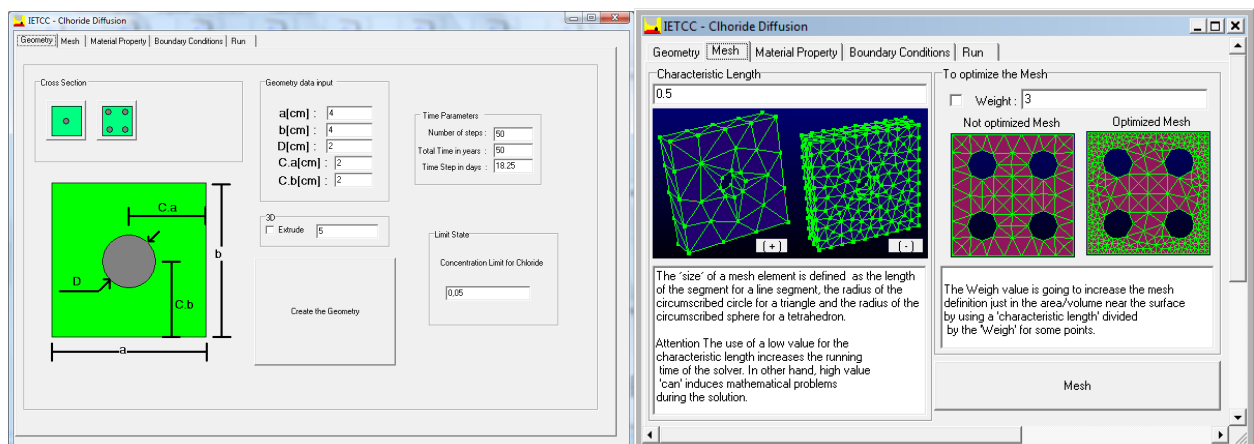 IETCC - Clhoride Diffusion
Geometry Mesh Material Property Boundary Conditions Run
Cross Section
Geometry data input
a[cm] : 4
b[cm] : 4
D[cm] : 2
C.a[cm] : 2
C.b[cm] : 2
Time Parameters
Number of steps : 50
Total Time in years : 50
Time Step in days : 18.25
3D
Extrude 5
Limit State
Concentration Limit for Chloride
0,05
Create the Geometry
C.a
b
D
C.b
a
IETCC - Clhoride Diffusion
Geometry Mesh Material Property Boundary Conditions Run
Characteristic Length
0.5
(+)
(-)
The 'size' of a mesh element is defined as the length
of the segment for a line segment, the radius of the
circumscribed circle for a triangle and the radius of the
circumscribed sphere for a tetrahedron.
Attention The use of a low value for the
characteristic length increases the running
time of the solver. In other hand, high value
'can' induces mathematical problems
during the solution.
To optimize the Mesh
Weight : 3
Not optimized Mesh
Optimized Mesh
The Weigh value is going to increase the mesh
definition just in the area/volume near the surface
by using a 'characteristic length' divided
by the 'Weigh' for some points.
Mesh